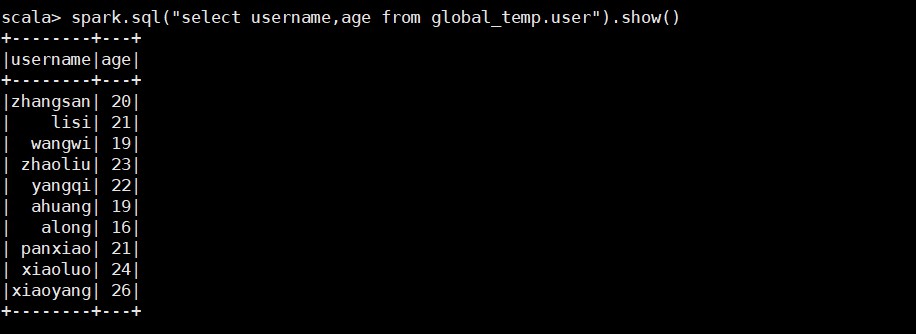 scala> spark.sql("select username,age from global_temp.user").show()
+--------+---+
|username|age|
+--------+---+
|zhangsan| 20|
|    lisi| 21|
|  wangwi| 19|
| zhaoliu| 23|
|  yangqi| 22|
|  ahuang| 19|
|   along| 16|
| panxiao| 21|
| xiaoluo| 24|
|xiaoyang| 26|
+--------+---+